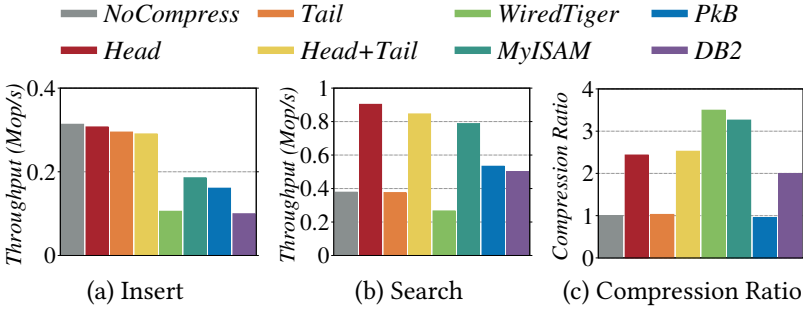 NoCompress Tail WiredTiger PkB
Head Head+Tail MyISAM DB2
Throughput (Mop/s)
0.4
0.2
0
(a) Insert
Throughput (Mop/s)
1
0.8
0.6
0.4
0.2
0
(b) Search
Compression Ratio
4
3
2
1
0
(c) Compression Ratio